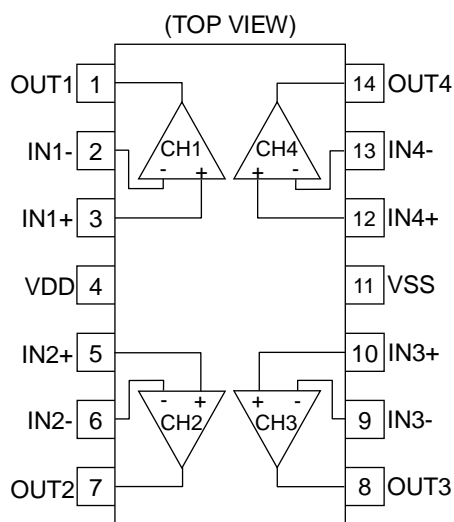 (TOP VIEW)
OUT1 1 14 OUT4
IN1- 2 CH1 CH4 13 IN4-
- + + -
IN1+ 3 12 IN4+
VDD 4 11 VSS
IN2+ 5 10 IN3+
- + + -
IN2- 6 CH2 CH3 9 IN3-
OUT2 7 8 OUT3